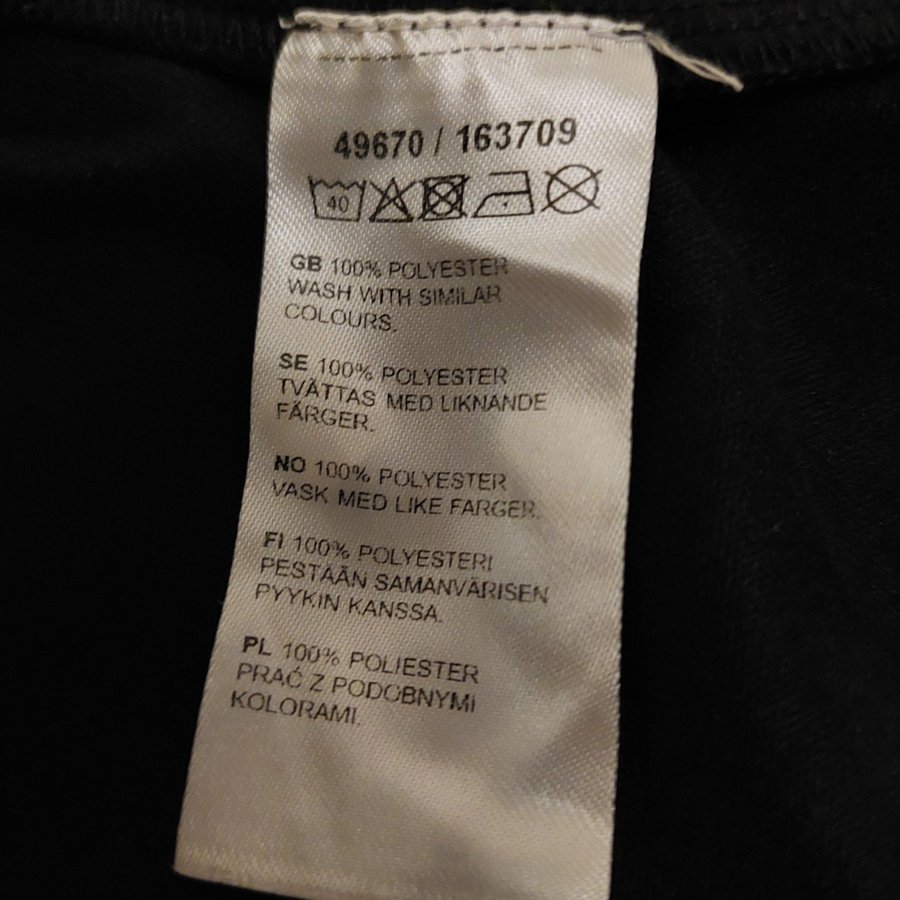 49670 / 163709
40
GB 100% POLYESTER
WASH WITH SIMILAR
COLOURS.
SE 100% POLYESTER
TVÄTTAS MED LIKNANDE
FÄRGER.
NO 100% POLYESTER
VASK MED LIKE FARGER.
FI 100% POLYESTERI
PESTÄÄN SAMANVÄRISEN
PYYKIN KANSSA.
PL 100% POLIESTER
PRAĆ Z PODOBNYMI
KOLORAMI.